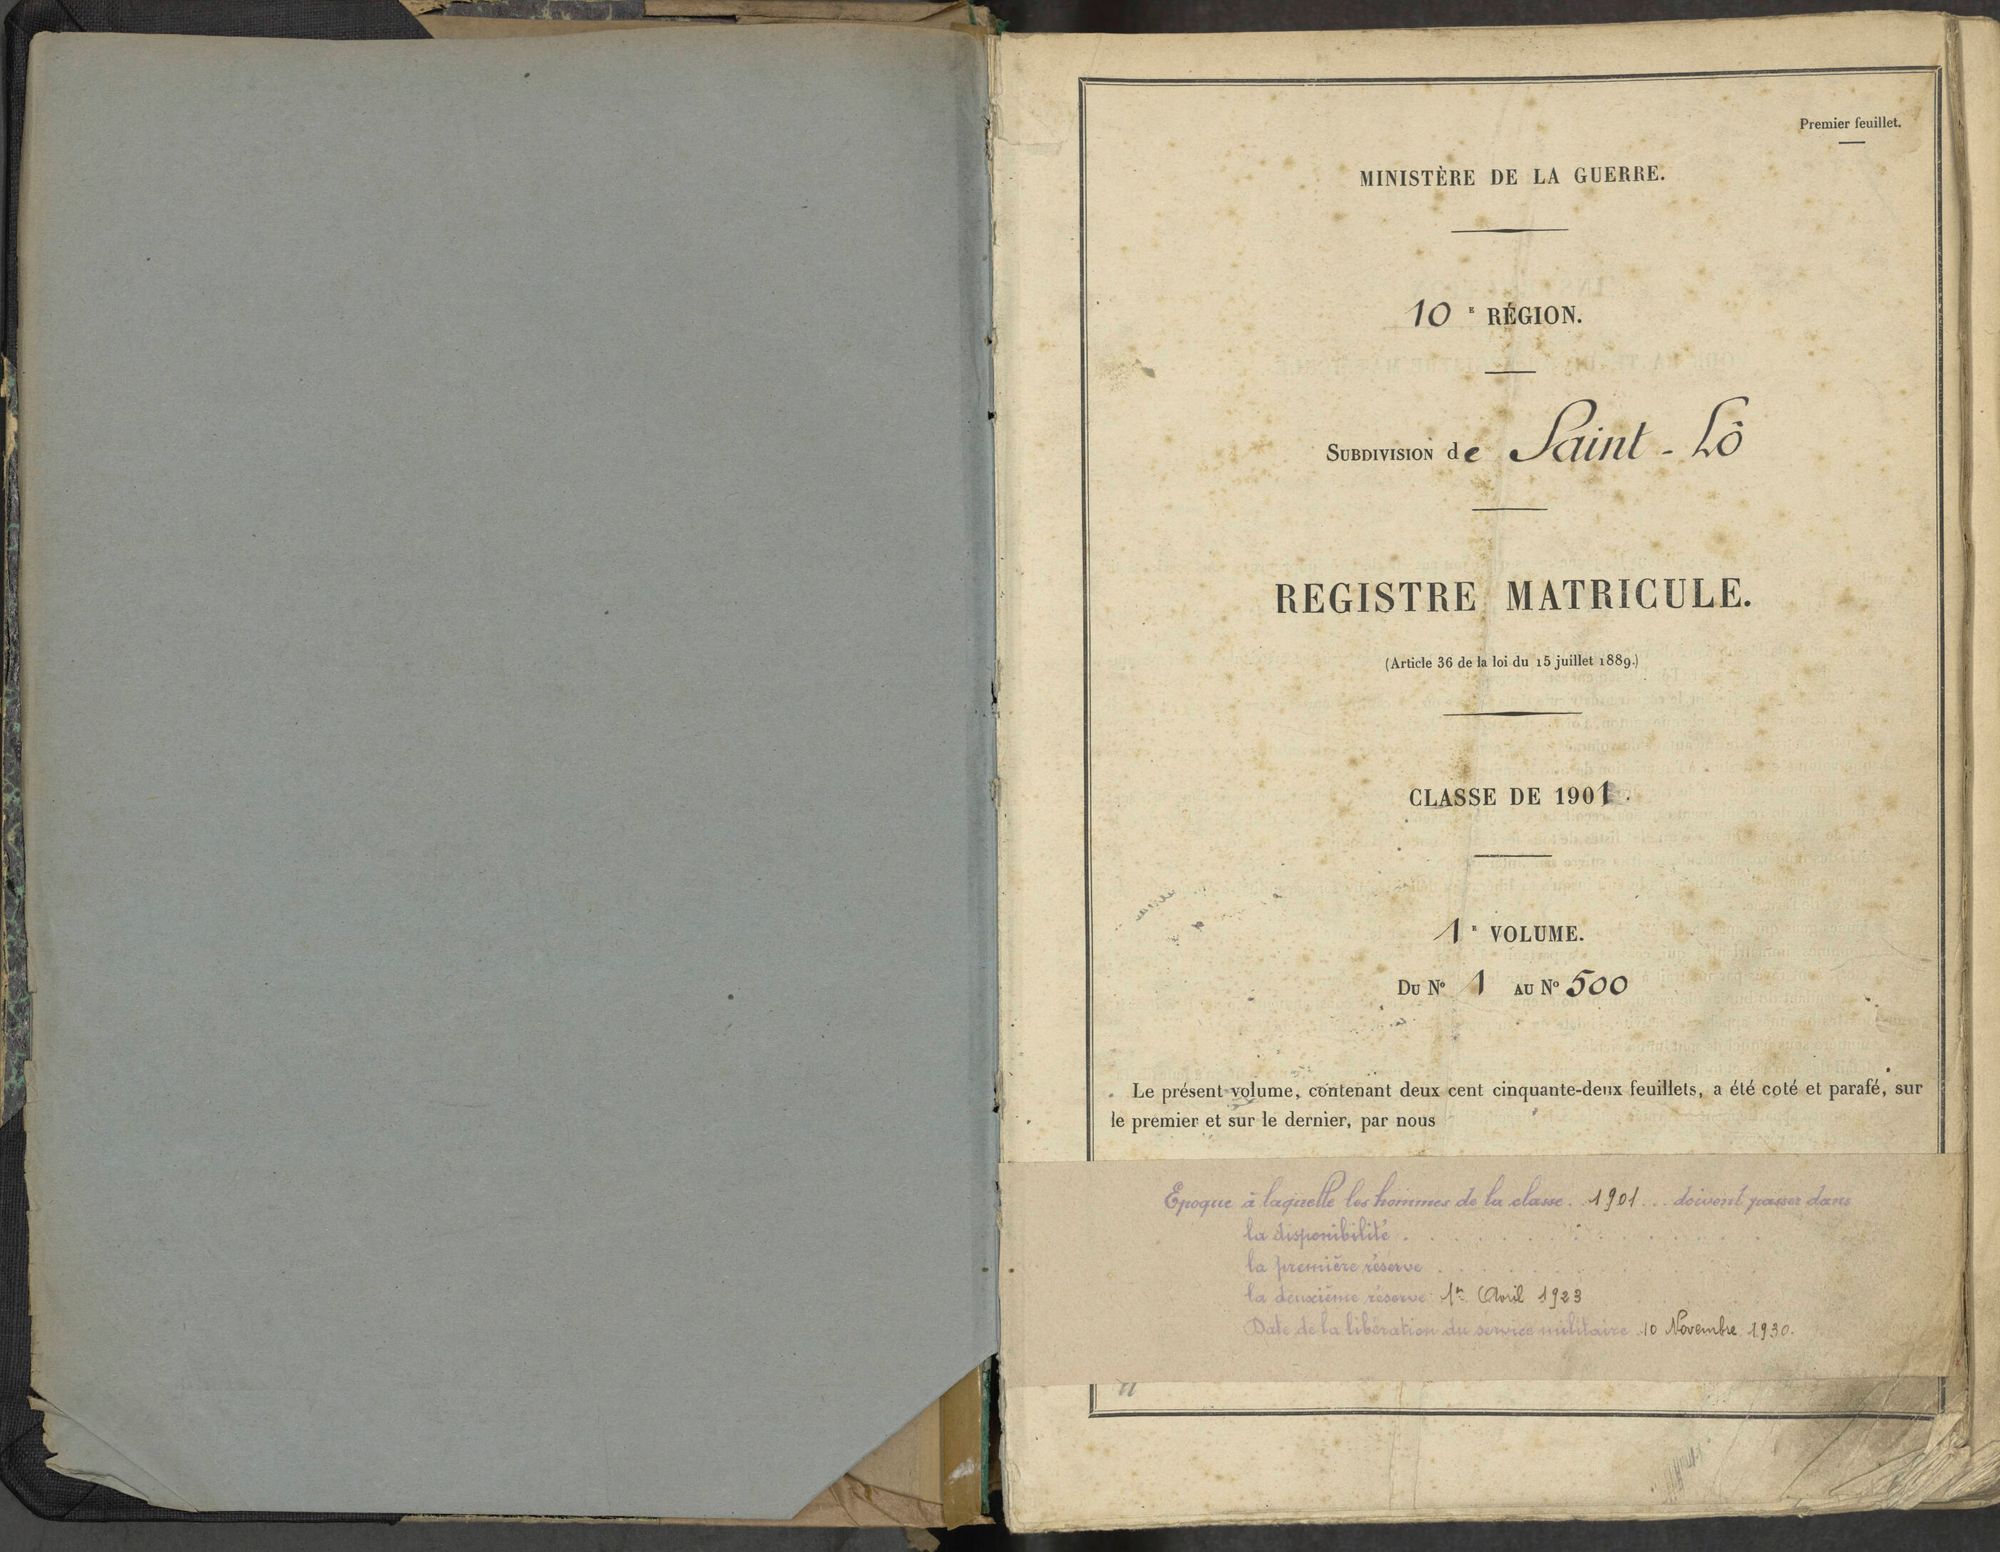 Premier feuillet.
MINISTÈRE DE LA GUERRE.
10 E RÉGION.
SUBDIVISION de Saint-Lô
REGISTRE MATRICULE.
(Article 36 de la loi du 15 juillet 1889.)
CLASSE DE 1901.
1 E VOLUME.
DU N° 1 AU N° 500
Le présent volume, contenant deux cent cinquante-deux feuillets, a été coté et parafé, sur
le premier et sur le dernier, par nous
Époque à laquelle les hommes de la classe . 1901 ... doivent passer dans
la disponibilité
la première réserve
la deuxième réserve 1er Avril 1923
Date de la libération du service militaire . 10 Novembre 1930.